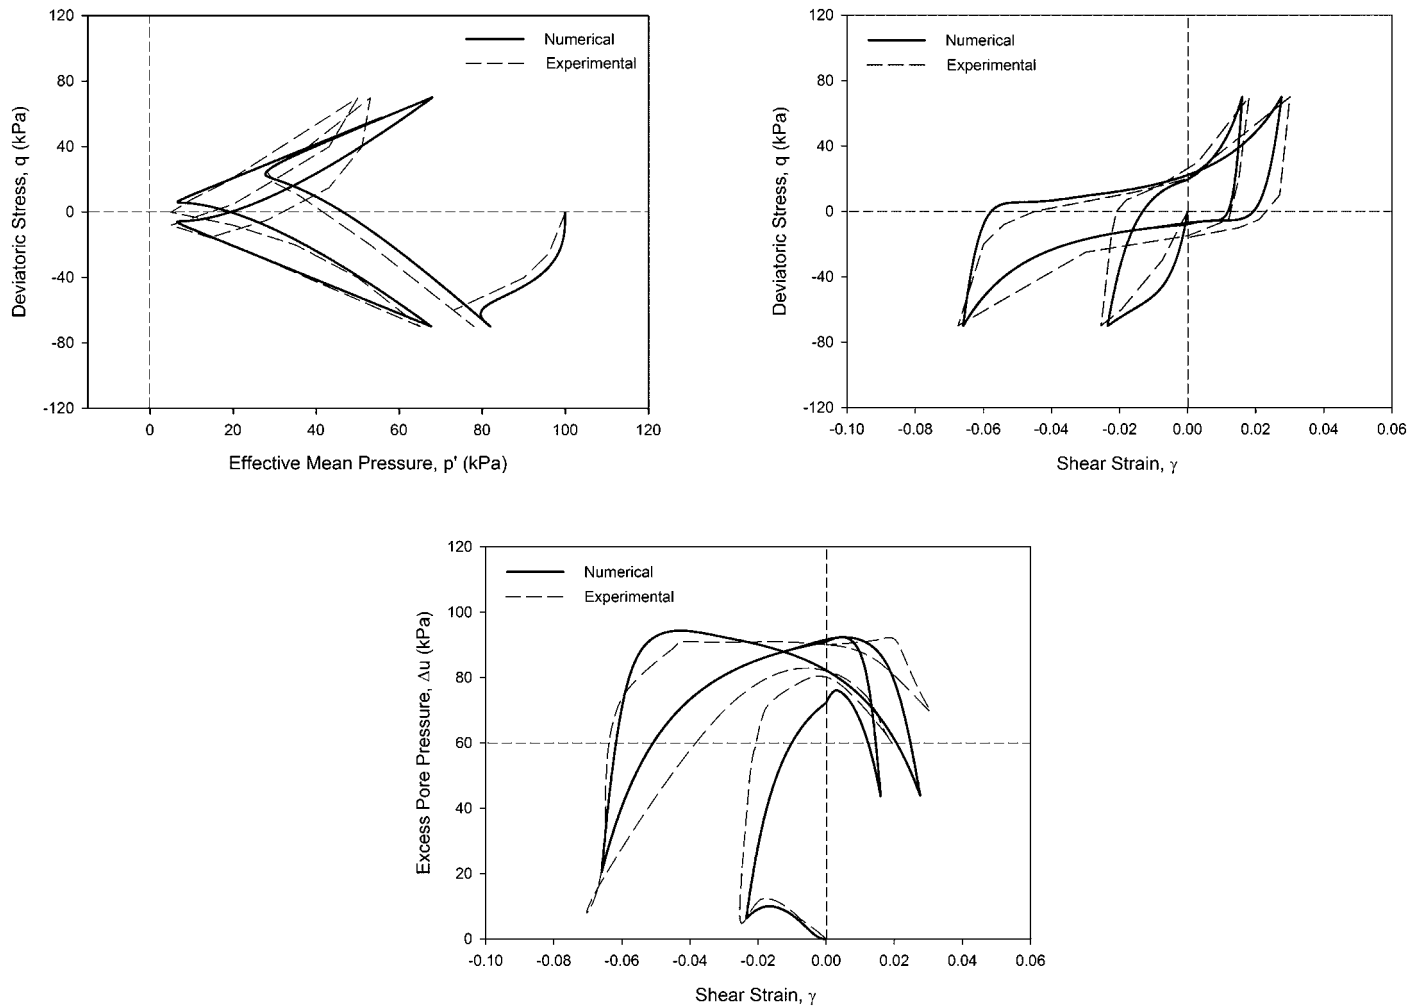 Numerical
Experimental
Deviatoric Stress, q (kPa)
120
80
40
0
-40
-80
-120
0 20 40 60 80 100 120
Effective Mean Pressure, p' (kPa)
Numerical
Experimental
Deviatoric Stress, q (kPa)
120
80
40
0
-40
-80
-120
-0.10 -0.08 -0.06 -0.04 -0.02 0.00 0.02 0.04 0.06
Shear Strain, γ
Numerical
Experimental
Excess Pore Pressure, Δu (kPa)
120
100
80
60
40
20
0
-0.10 -0.08 -0.06 -0.04 -0.02 0.00 0.02 0.04 0.06
Shear Strain, γ